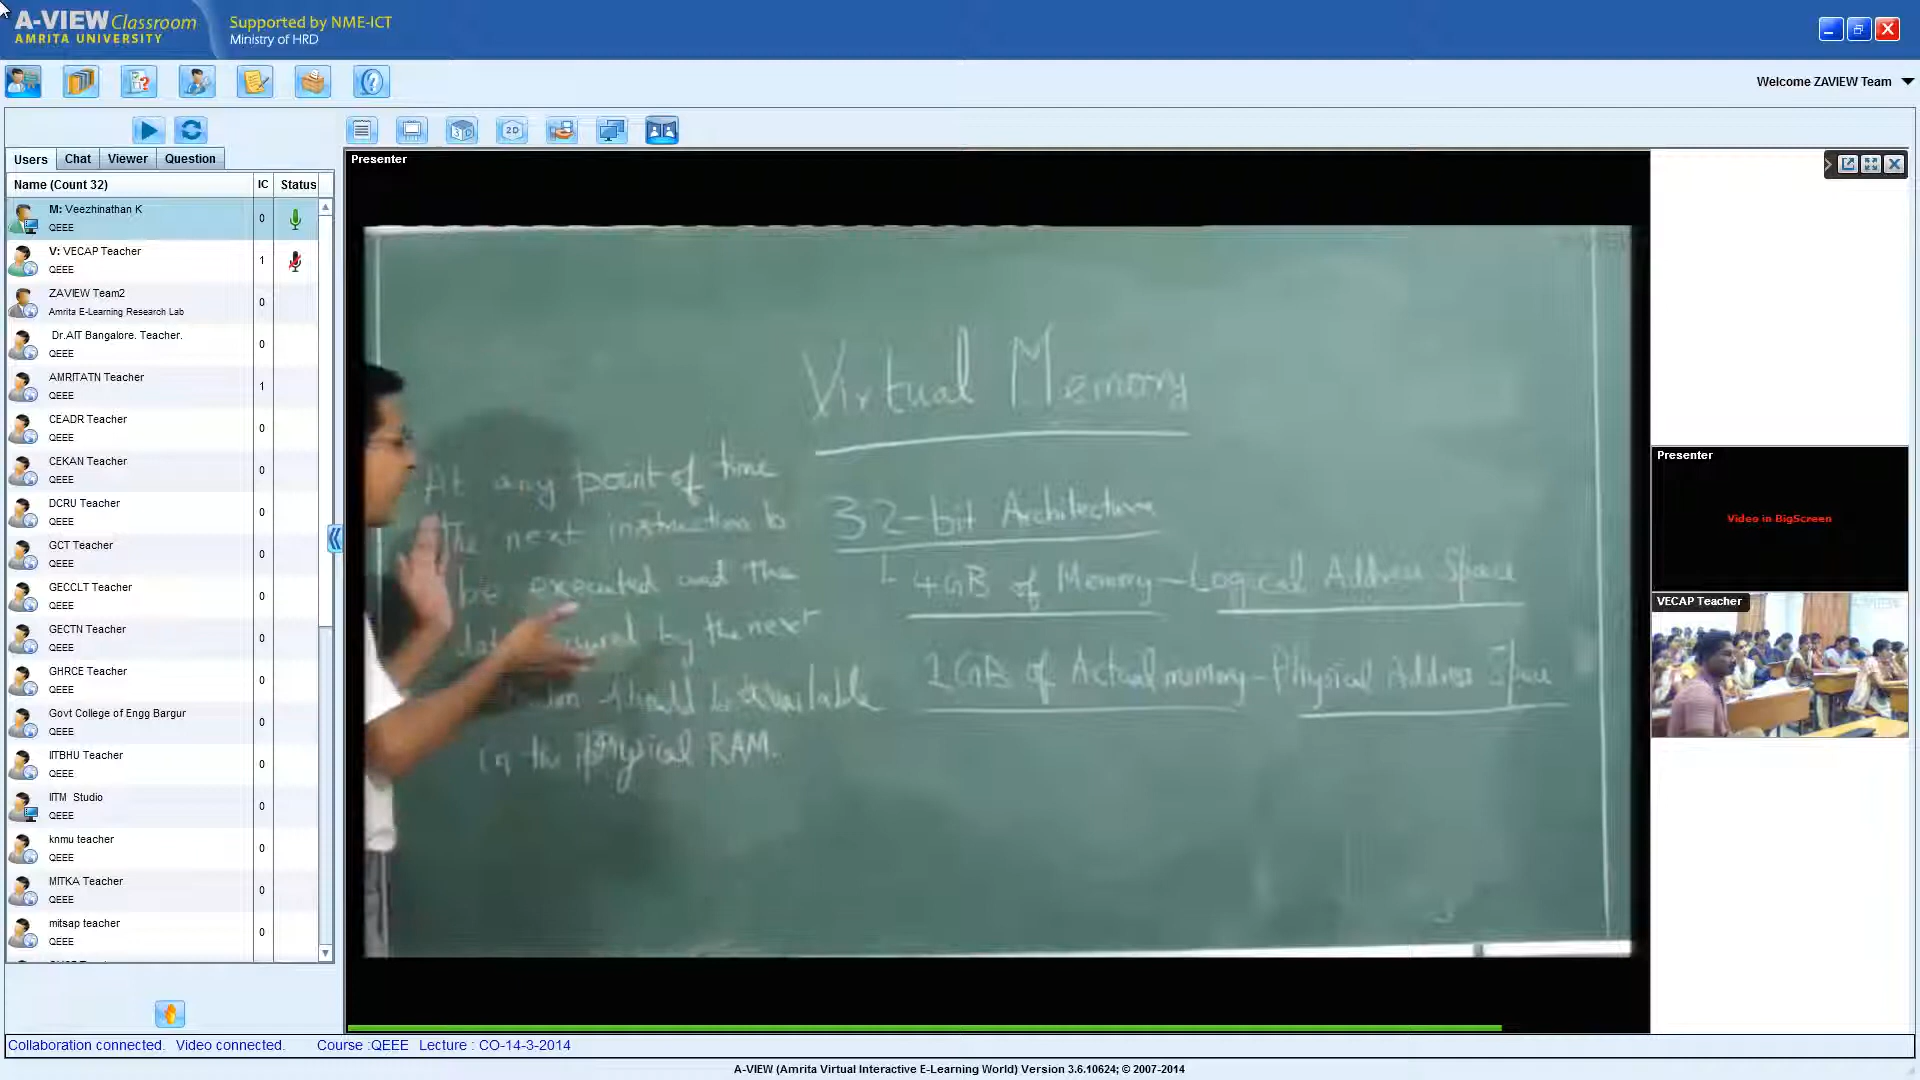 A-VIEW Classroom
AMRITA UNIVERSITY
Supported by NME-ICT
Ministry of HRD
Welcome ZAVIEW Team
3D
2D
Users Chat Viewer Question
Name (Count 32) IC Status
M: Veezhinathan K
QEEE
0
V: VECAP Teacher
QEEE
1
ZAVIEW Team2
Amrita E-Learning Research Lab
0
Dr.AIT Bangalore. Teacher.
QEEE
0
AMRITATN Teacher
QEEE
1
CEADR Teacher
QEEE
0
CEKAN Teacher
QEEE
0
DCRU Teacher
QEEE
0
GCT Teacher
QEEE
0
GECCLT Teacher
QEEE
0
GECTN Teacher
QEEE
0
GHRCE Teacher
QEEE
0
Govt College of Engg Bargur
QEEE
0
IITBHU Teacher
QEEE
0
IITM Studio
QEEE
0
knmu teacher
QEEE
0
MITKA Teacher
QEEE
0
mitsap teacher
QEEE
0
Presenter
Virtual Memory
At any point of time
The next instruction to
be executed and the
by the next
should be available
in the physical RAM.
32-bit Architecture
4GB of Memory - Logical Address Space
1GB of Actual memory - Physical Address Space
Presenter
Video in BigScreen
VECAP Teacher
Collaboration connected. Video connected. Course :QEEE Lecture : CO-14-3-2014
A-VIEW (Amrita Virtual Interactive E-Learning World) Version 3.6.10624; © 2007-2014